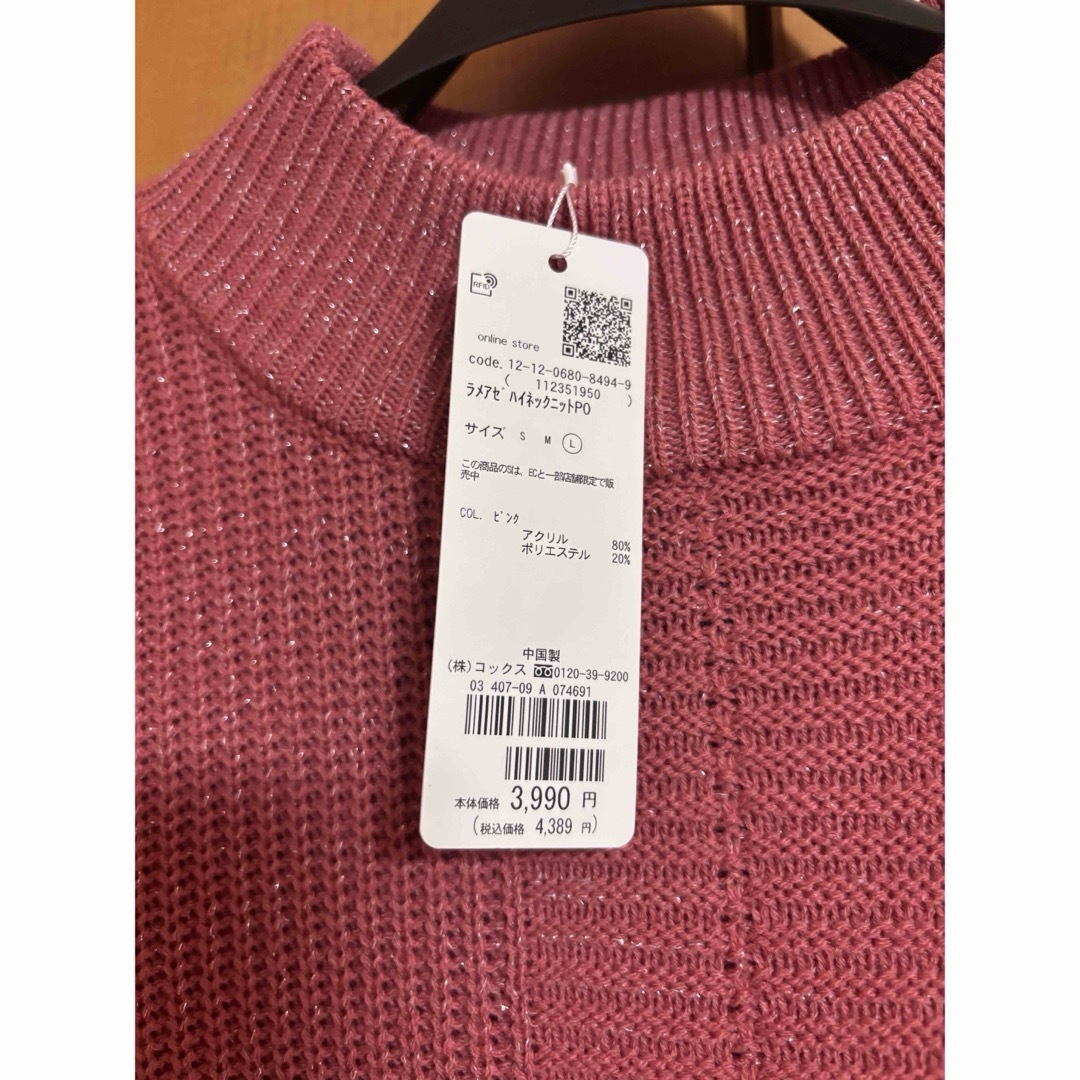 RFID
online store
code. 12-12-0680-8494-9
( 112351950 )
ラメアゼハイネックニットPO
サイズ S M L
この商品のSは、ECと一部店舗限定で販
売中
COL. ピンク
アクリル 80%
ポリエステル 20%
中国製
(株)コックス 0120-39-9200
03 407-09 A 074691
本体価格 3,990 円
(税込価格 4,389 円)